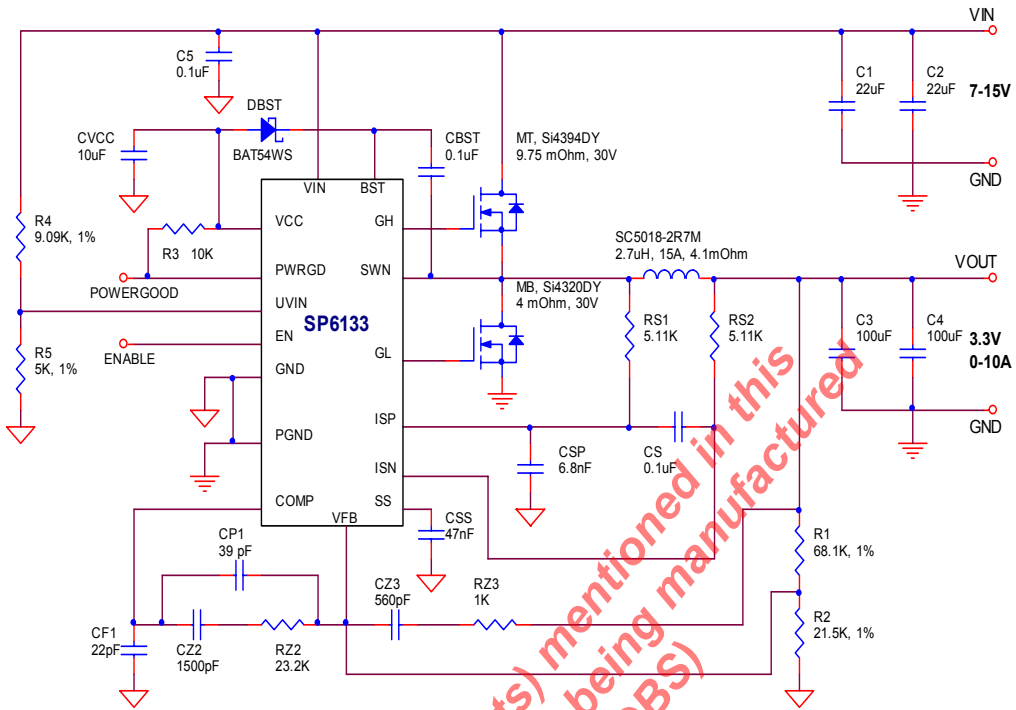 VIN
C5
0.1uF
C1
22uF
C2
22uF
7-15V
DBST
BAT54WS
CVCC
10uF
CBST
0.1uF
MT, Si4394DY
9.75 mOhm, 30V
GND
VIN
BST
VCC
GH
R4
9.09K, 1%
R3 10K
SC5018-2R7M
2.7uH, 15A, 4.1mOhm
PWRGD
SWN
VOUT
POWERGOOD
MB, Si4320DY
4 mOhm, 30V
UVIN
SP6133
EN
ENABLE
RS1
5.11K
RS2
5.11K
C3
100uF
C4
100uF
3.3V
0-10A
R5
5K, 1%
GL
GND
GND
PGND
ISP
CSP
6.8nF
CS
0.1uF
ISN
COMP
SS
VFB
CSS
47nF
R1
68.1K, 1%
CP1
39 pF
CZ3
560pF
RZ3
1K
CF1
22pF
CZ2
1500pF
RZ2
23.2K
R2
21.5K, 1%
mentioned in this
being manufactured